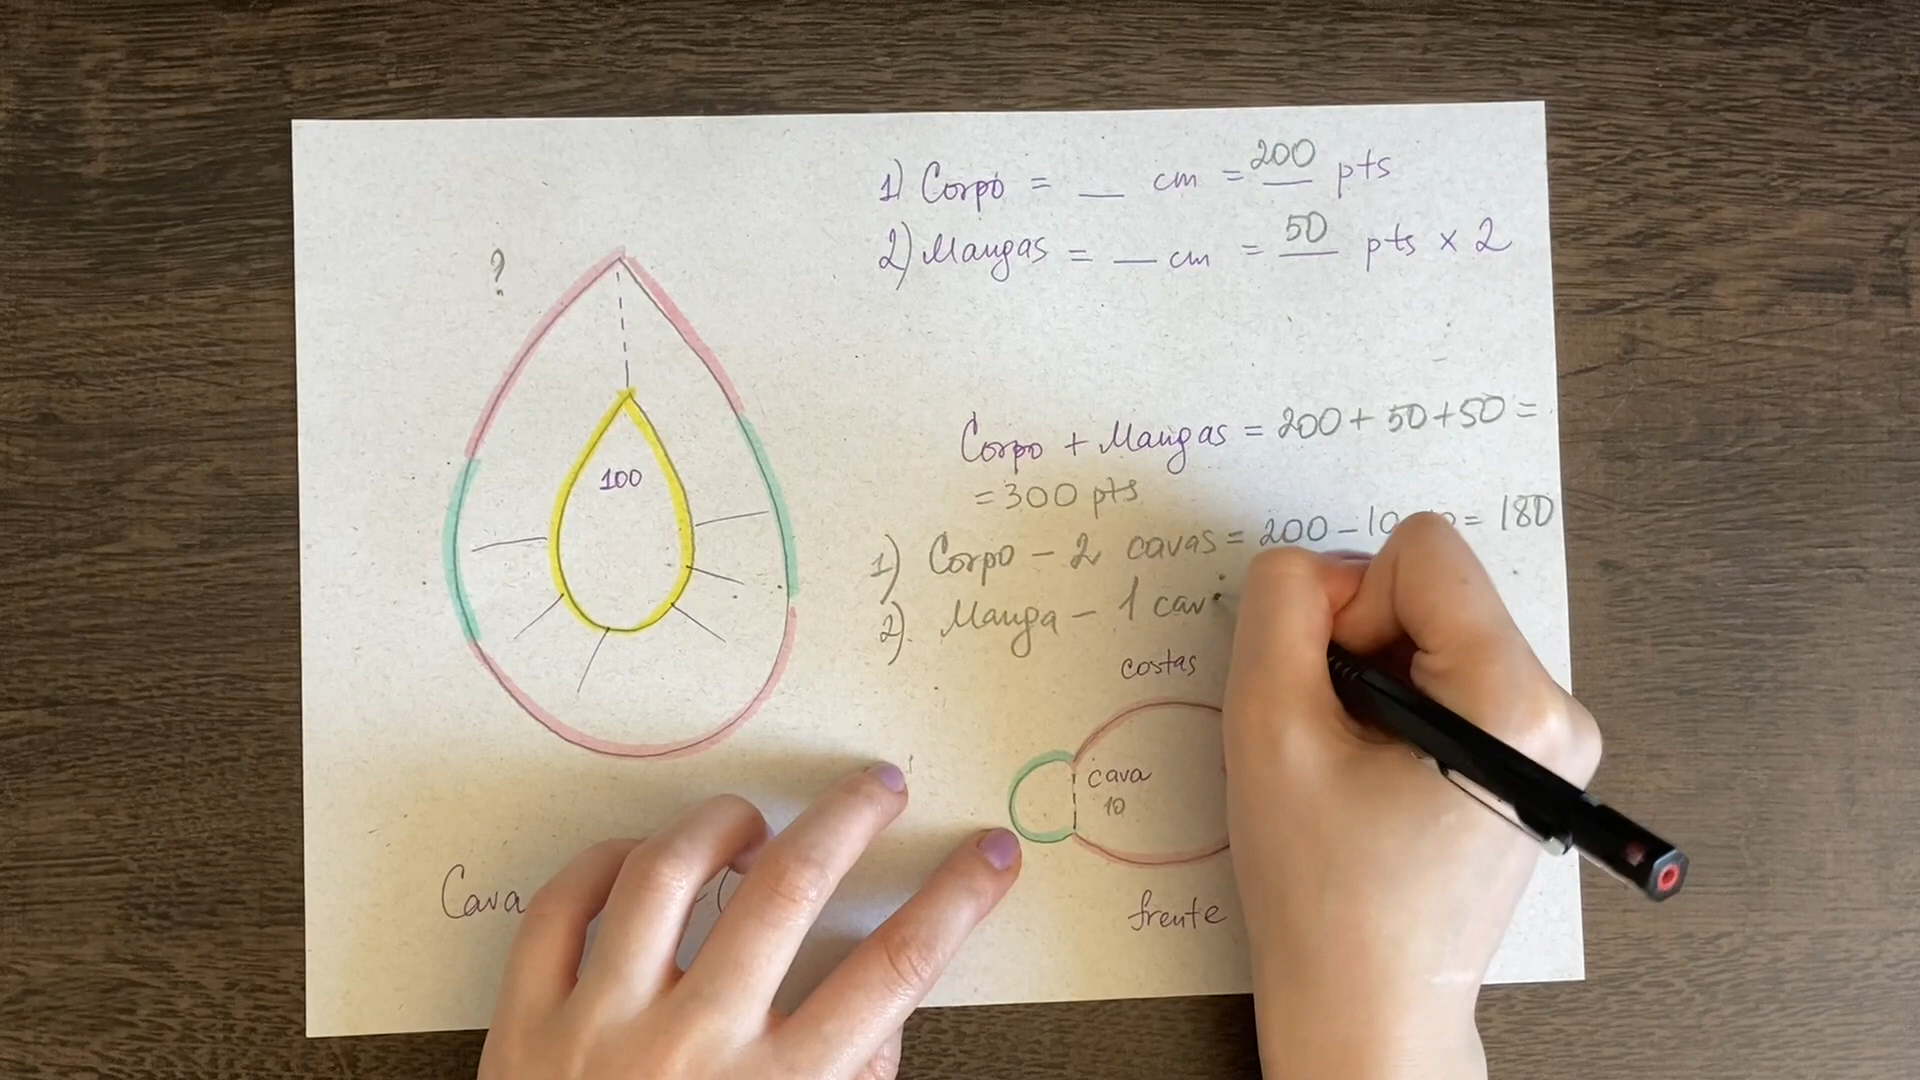 1) Corpo = __ cm = 200 pts
2) Mangas = __ cm = 50 pts x 2
?
100
Corpo + Mangas = 200 + 50 + 50 =
= 300 pts
1) Corpo - 2 cavas = 200 - 10 = 180
2). Manga - 1 cav
costas
cava
10
frente
Cava